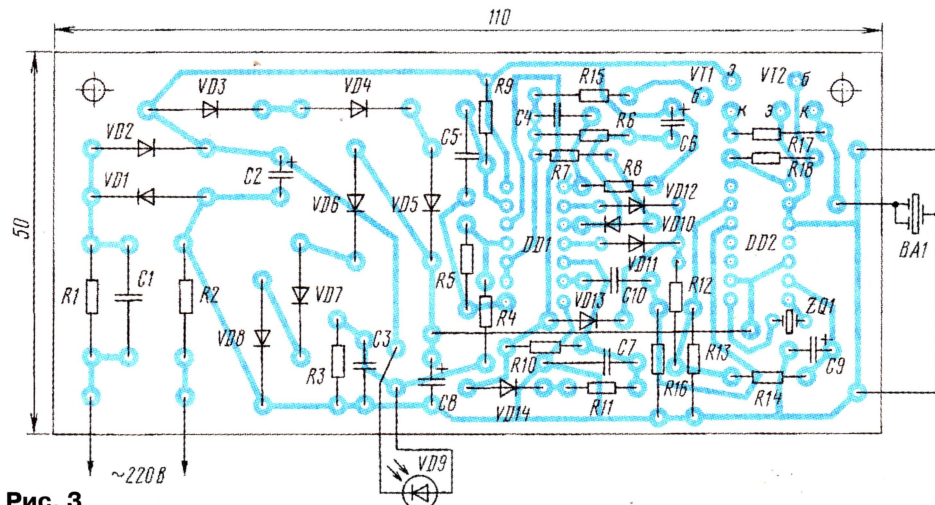 110
50
VD3
VD4
R9
R15
VT1
Э
VT2
б
VD2
C5
C4
R6
б
C6
К
Э
К
R17
VD1
C2
R7
R8
R18
VD6
VD5
VD12
VD10
BA1
DD1
DD2
R5
VD11
R1
C1
R2
VD7
C10
R12
R4
VD13
ZQ1
VD8
R3
C3
C8
R10
C7
R16
R13
C9
VD14
R11
R14
~220В
VD9
Рис. 3